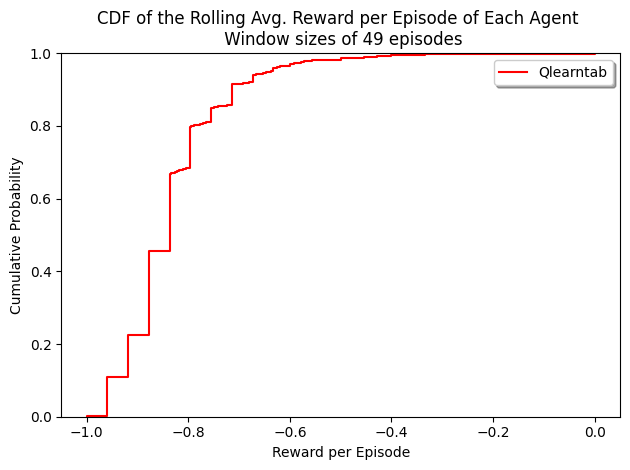 CDF of the Rolling Avg. Reward per Episode of Each Agent
Window sizes of 49 episodes
Qlearntab
Cumulative Probability
1.0
0.8
0.6
0.4
0.2
0.0
−1.0 −0.8 −0.6 −0.4 −0.2 0.0
Reward per Episode